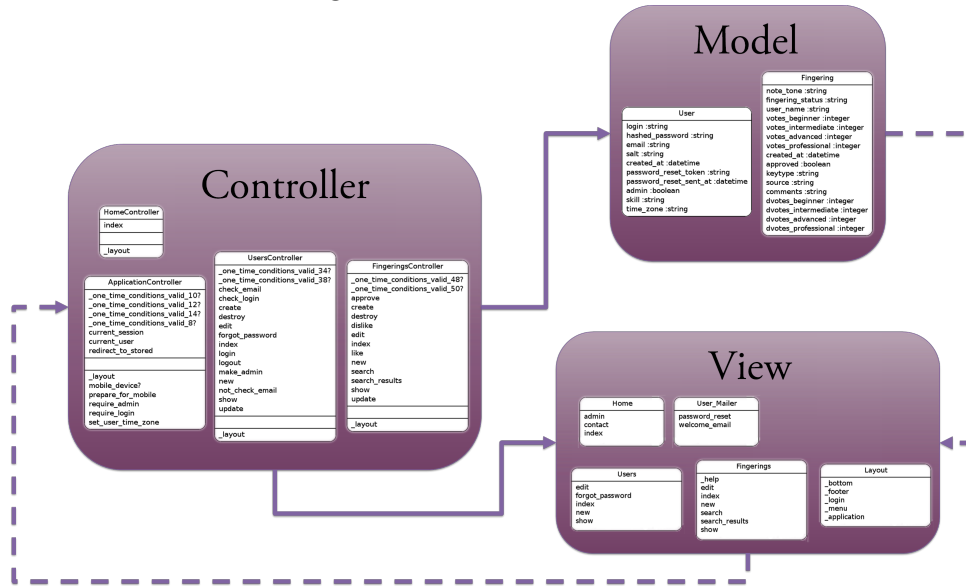 Model
User
login :string
hashed_password :string
email :string
salt :string
created_at :datetime
password_reset_token :string
password_reset_sent_at :datetime
admin :boolean
skill :string
time_zone :string
Fingering
note_tone :string
fingering_status :string
user_name :string
votes_beginner :integer
votes_intermediate :integer
votes_advanced :integer
votes_professional :integer
created_at :datetime
approved :boolean
keytype :string
source :string
comments :string
dvotes_beginner :integer
dvotes_intermediate :integer
dvotes_advanced :integer
dvotes_professional :integer
Controller
HomeController
index
_layout
ApplicationController
_one_time_conditions_valid_10?
_one_time_conditions_valid_12?
_one_time_conditions_valid_14?
_one_time_conditions_valid_8?
current_session
current_user
redirect_to_stored
_layout
mobile_device?
prepare_for_mobile
require_admin
require_login
set_user_time_zone
UsersController
_one_time_conditions_valid_34?
_one_time_conditions_valid_38?
check_email
check_login
create
destroy
edit
forgot_password
index
login
logout
make_admin
new
not_check_email
show
update
_layout
FingeringsController
_one_time_conditions_valid_48?
_one_time_conditions_valid_50?
approve
create
destroy
dislike
edit
index
like
new
search
search_results
show
update
_layout
View
Home
admin
contact
index
User_Mailer
password_reset
welcome_email
Users
edit
forgot_password
index
new
show
Fingerings
_help
edit
index
new
search
search_results
show
Layout
_bottom
_footer
_login
_menu
_application